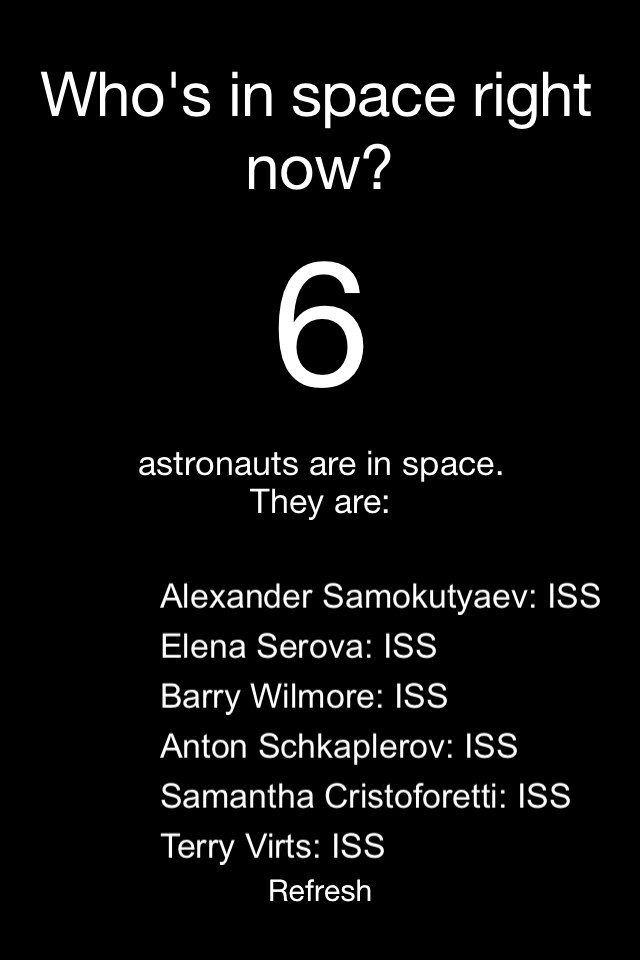 Who's in space right
now?
6
astronauts are in space.
They are:
Alexander Samokutyaev: ISS
Elena Serova: ISS
Barry Wilmore: ISS
Anton Schkaplerov: ISS
Samantha Cristoforetti: ISS
Terry Virts: ISS
Refresh